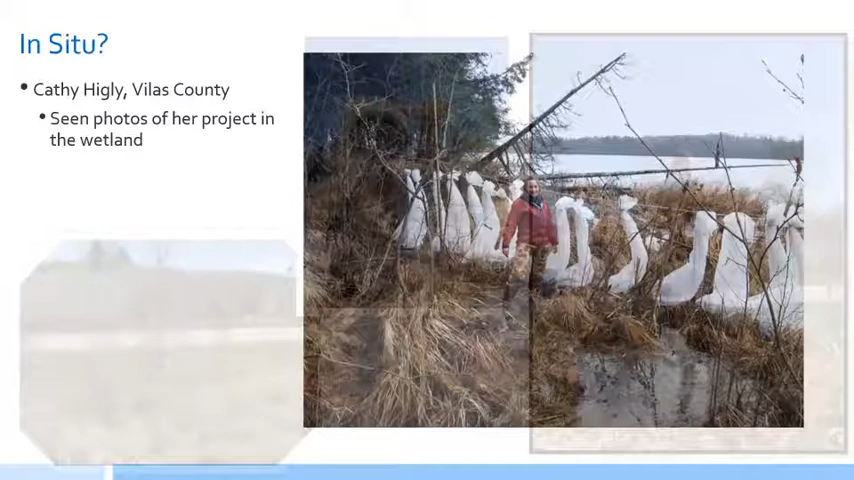 In Situ?
• Cathy Higly, Vilas County
• Seen photos of her project in
the wetland